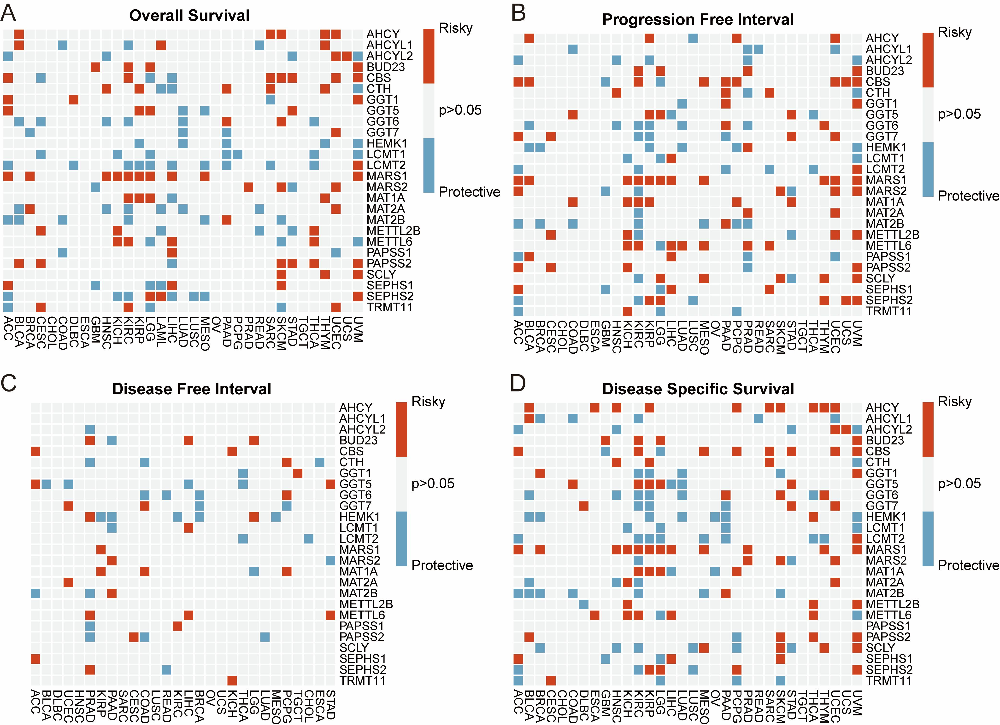 A
Overall Survival
AHCY
AHCYL1
AHCYL2
BUD23
CBS
CTH
GGT1
GGT5
GGT6
GGT7
HEMK1
LCMT1
LCMT2
MARS1
MARS2
MAT1A
MAT2A
MAT2B
METTL2B
METTL6
PAPSS1
PAPSS2
SCLY
SEPHS1
SEPHS2
TRMT11
Risky
p>0.05
Protective
ACC BLCA BRCA CESC CHOL COAD DLBC ESCA GBM HNSC KICH KIRC KIRP LGG LAML LIHC LUAD LUSC MESO OV PAAD PCPG PRAD READ SARC SKCM STAD TGCT THCA THYM UCEC UCS UVM
B
Progression Free Interval
AHCY
AHCYL1
AHCYL2
BUD23
CBS
CTH
GGT1
GGT5
GGT6
GGT7
HEMK1
LCMT1
LCMT2
MARS1
MARS2
MAT1A
MAT2A
MAT2B
METTL2B
METTL6
PAPSS1
PAPSS2
SCLY
SEPHS1
SEPHS2
TRMT11
Risky
p>0.05
Protective
ACC BLCA BRCA CESC CHOL COAD DLBC ESCA GBM HNSC KICH KIRC KIRP LGG LIHC LUAD LUSC MESO OV PAAD PCPG PRAD READ SARC SKCM STAD TGCT THCA THYM UCEC UCS UVM
C
Disease Free Interval
AHCY
AHCYL1
AHCYL2
BUD23
CBS
CTH
GGT1
GGT5
GGT6
GGT7
HEMK1
LCMT1
LCMT2
MARS1
MARS2
MAT1A
MAT2A
MAT2B
METTL2B
METTL6
PAPSS1
PAPSS2
SCLY
SEPHS1
SEPHS2
TRMT11
Risky
p>0.05
Protective
ACC BLCA DLBC UCEC HNSC PRAD KIRP PAAD SARC CESC COAD LUSC READ KIRC LIHC BRCA OV UCS KICH THCA LGG LUAD MESO PCPG TGCT CHOL ESCA STAD
D
Disease Specific Survival
AHCY
AHCYL1
AHCYL2
BUD23
CBS
CTH
GGT1
GGT5
GGT6
GGT7
HEMK1
LCMT1
LCMT2
MARS1
MARS2
MAT1A
MAT2A
MAT2B
METTL2B
METTL6
PAPSS1
PAPSS2
SCLY
SEPHS1
SEPHS2
TRMT11
Risky
p>0.05
Protective
ACC BLCA BRCA CESC CHOL COAD DLBC ESCA GBM HNSC KICH KIRC KIRP LGG LIHC LUAD LUSC MESO OV PAAD PCPG PRAD READ SARC SKCM STAD TGCT THCA THYM UCEC UCS UVM